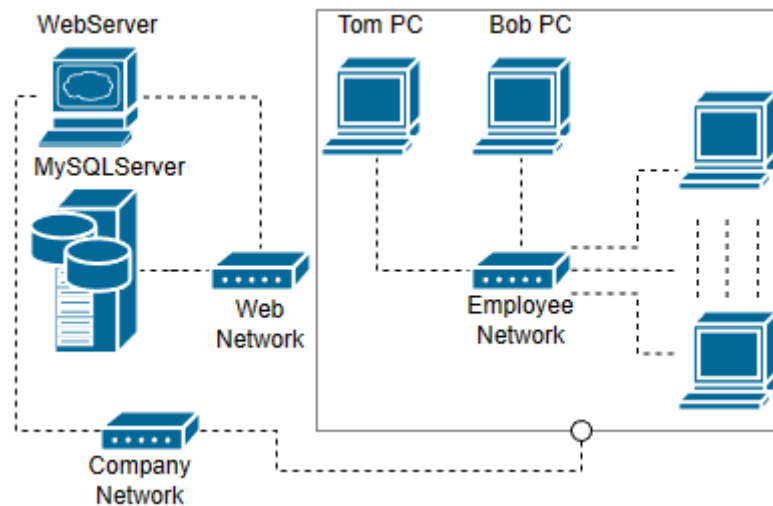 WebServer
Tom PC
Bob PC
MySQLServer
Web
Network
Employee
Network
Company
Network